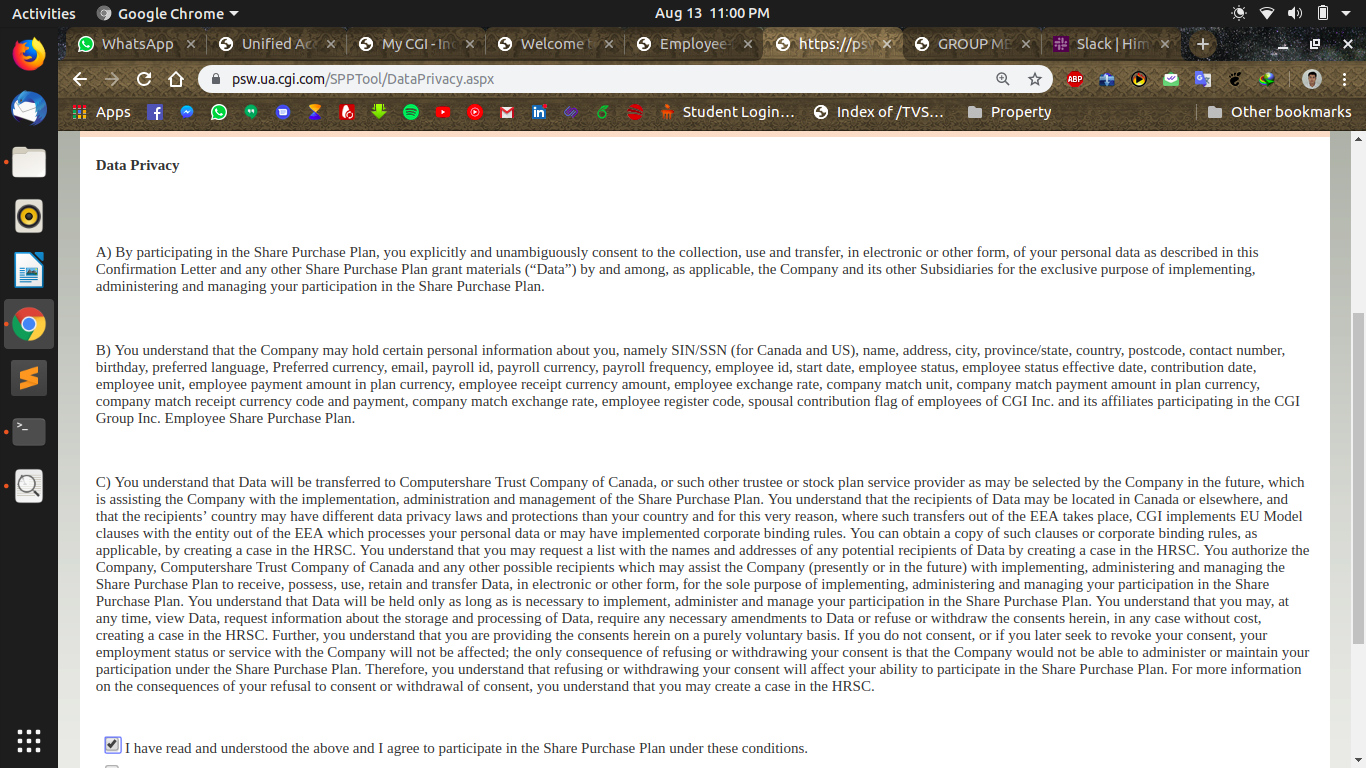 Activities
Google Chrome
Aug 13 11:00 PM
WhatsApp
Unified Ac
My CGI - In
Welcome
Employee
https://ps
GROUP ME
Slack | Him
psw.ua.cgi.com/SPPTool/DataPrivacy.aspx
ABP
Apps
Student Login...
Index of /TVS...
Property
Other bookmarks
Data Privacy
A) By participating in the Share Purchase Plan, you explicitly and unambiguously consent to the collection, use and transfer, in electronic or other form, of your personal data as described in this
Confirmation Letter and any other Share Purchase Plan grant materials (“Data”) by and among, as applicable, the Company and its other Subsidiaries for the exclusive purpose of implementing,
administering and managing your participation in the Share Purchase Plan.
B) You understand that the Company may hold certain personal information about you, namely SIN/SSN (for Canada and US), name, address, city, province/state, country, postcode, contact number,
birthday, preferred language, Preferred currency, email, payroll id, payroll currency, payroll frequency, employee id, start date, employee status, employee status effective date, contribution date,
employee unit, employee payment amount in plan currency, employee receipt currency amount, employee exchange rate, company match unit, company match payment amount in plan currency,
company match receipt currency code and payment, company match exchange rate, employee register code, spousal contribution flag of employees of CGI Inc. and its affiliates participating in the CGI
Group Inc. Employee Share Purchase Plan.
C) You understand that Data will be transferred to Computershare Trust Company of Canada, or such other trustee or stock plan service provider as may be selected by the Company in the future, which
is assisting the Company with the implementation, administration and management of the Share Purchase Plan. You understand that the recipients of Data may be located in Canada or elsewhere, and
that the recipients’ country may have different data privacy laws and protections than your country and for this very reason, where such transfers out of the EEA takes place, CGI implements EU Model
clauses with the entity out of the EEA which processes your personal data or may have implemented corporate binding rules. You can obtain a copy of such clauses or corporate binding rules, as
applicable, by creating a case in the HRSC. You understand that you may request a list with the names and addresses of any potential recipients of Data by creating a case in the HRSC. You authorize the
Company, Computershare Trust Company of Canada and any other possible recipients which may assist the Company (presently or in the future) with implementing, administering and managing the
Share Purchase Plan to receive, possess, use, retain and transfer Data, in electronic or other form, for the sole purpose of implementing, administering and managing your participation in the Share
Purchase Plan. You understand that Data will be held only as long as is necessary to implement, administer and manage your participation in the Share Purchase Plan. You understand that you may, at
any time, view Data, request information about the storage and processing of Data, require any necessary amendments to Data or refuse or withdraw the consents herein, in any case without cost,
creating a case in the HRSC. Further, you understand that you are providing the consents herein on a purely voluntary basis. If you do not consent, or if you later seek to revoke your consent, your
employment status or service with the Company will not be affected; the only consequence of refusing or withdrawing your consent is that the Company would not be able to administer or maintain your
participation under the Share Purchase Plan. Therefore, you understand that refusing or withdrawing your consent will affect your ability to participate in the Share Purchase Plan. For more information
on the consequences of your refusal to consent or withdrawal of consent, you understand that you may create a case in the HRSC.
I have read and understood the above and I agree to participate in the Share Purchase Plan under these conditions.